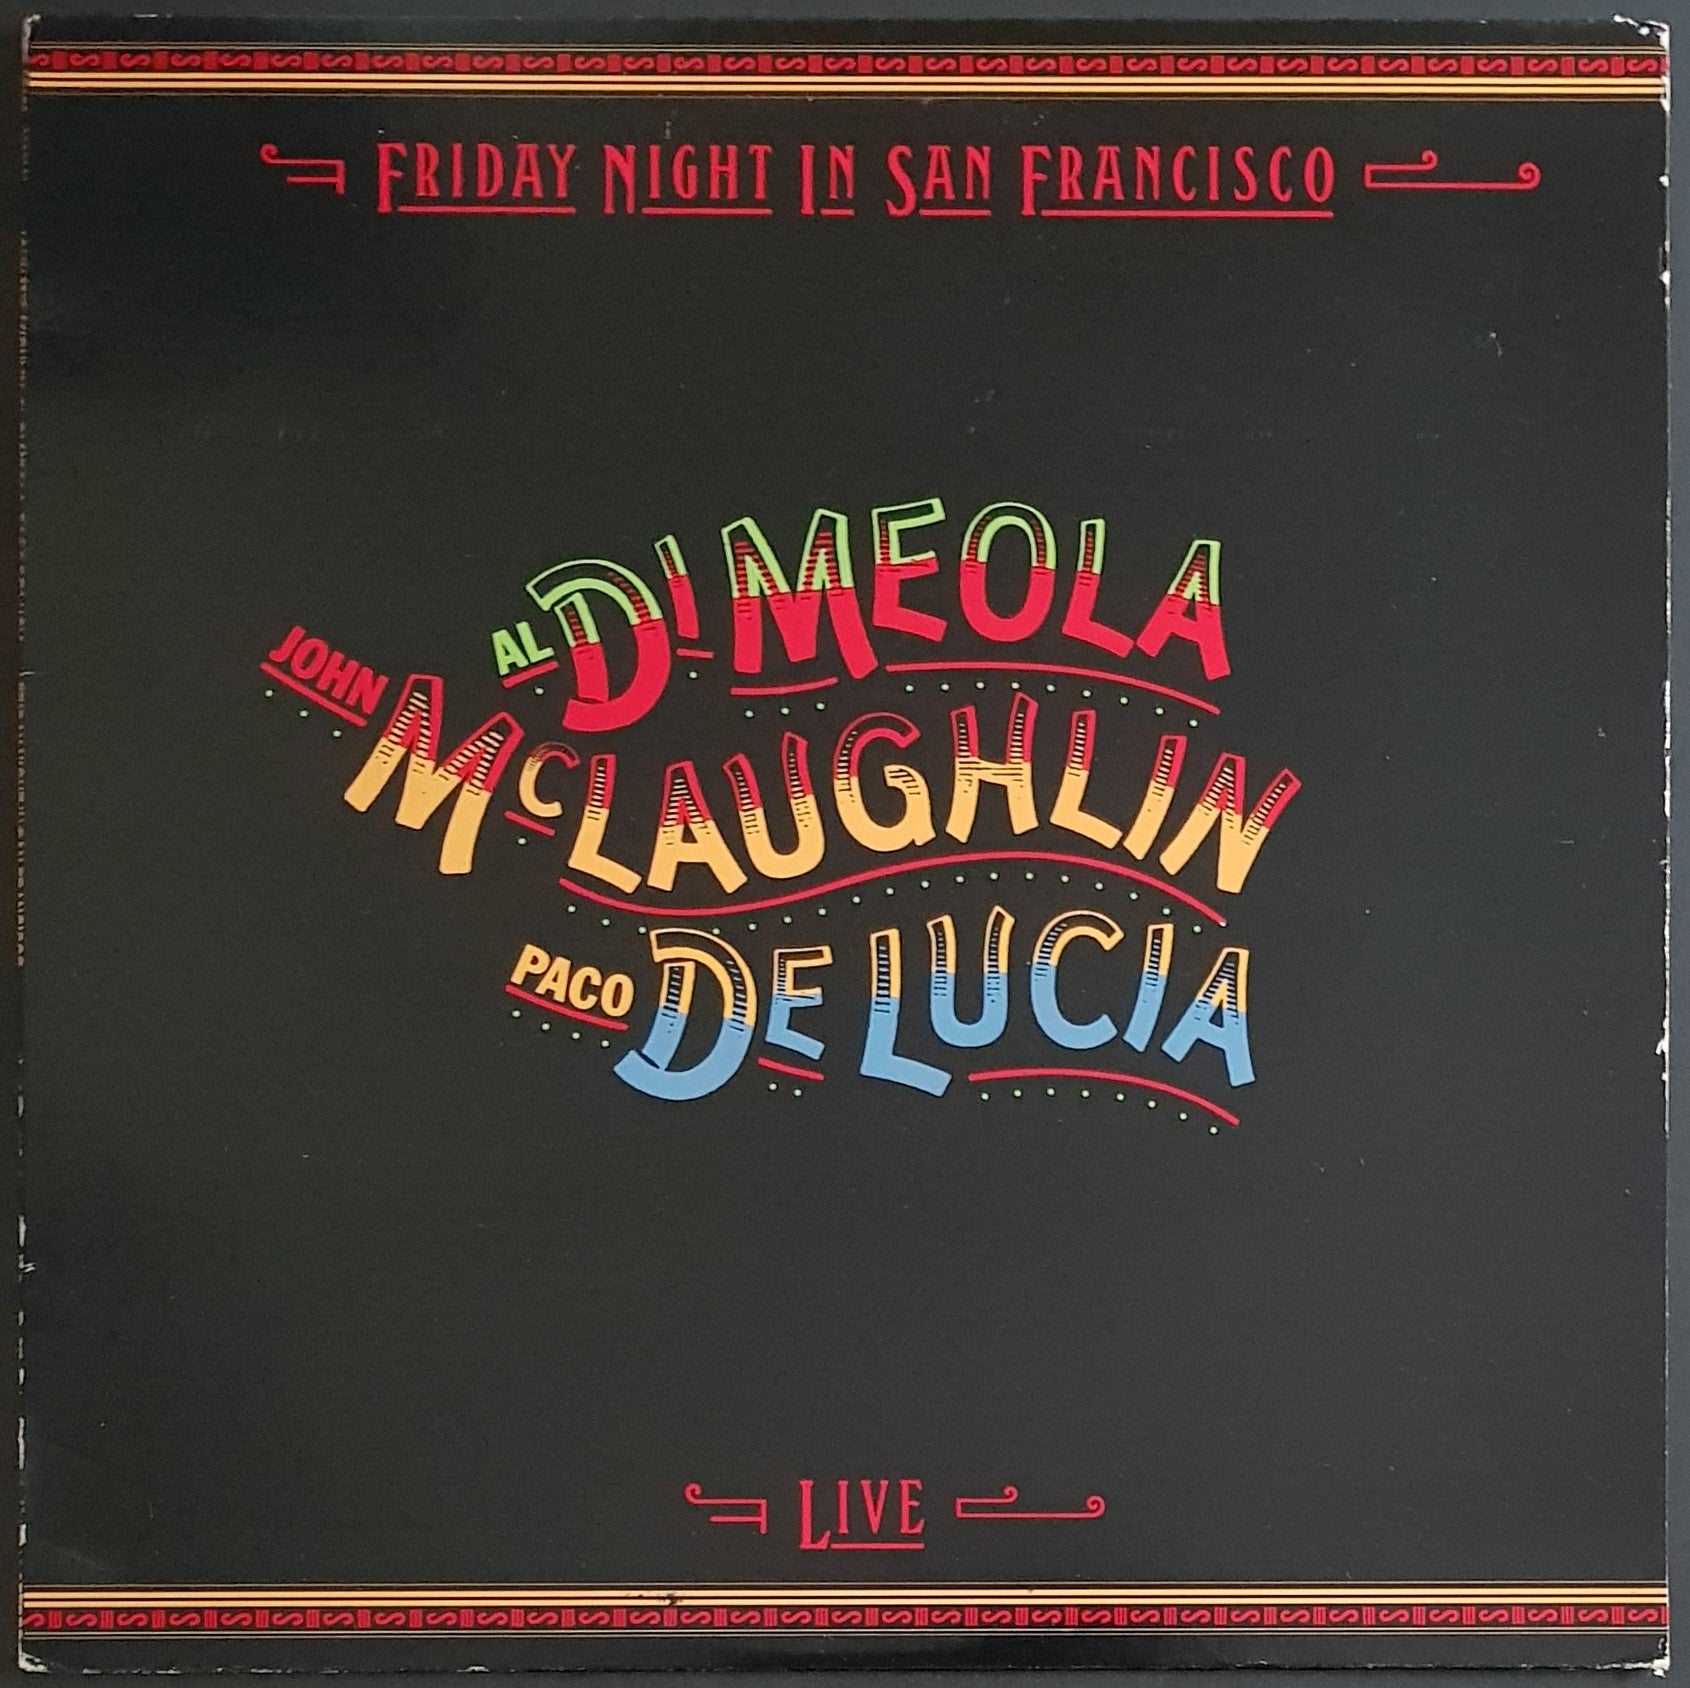 FRIDAY NIGHT IN SAN FRANCISCO
AL DI MEOLA
JOHN MCLAUGHLIN
PACO DE LUCIA
LIVE